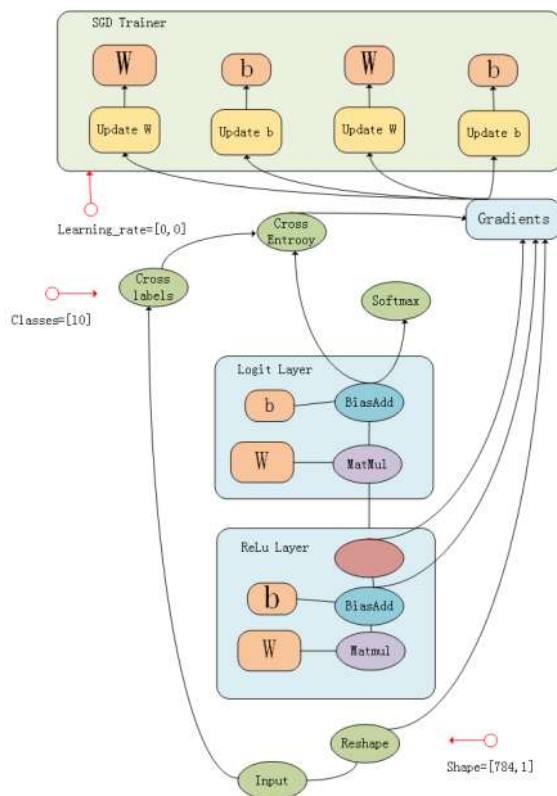 SGD Trainer
W
b
W
b
Update W
Update b
Update W
Update b
Learning_rate=[0,0]
Cross
Entrooy
Gradients
Cross
labels
Classes=[10]
Softmax
Logit Layer
b
BiasAdd
W
MatMul
ReLu Layer
b
BiasAdd
W
Matmul
Reshape
Shape=[784,1]
Input